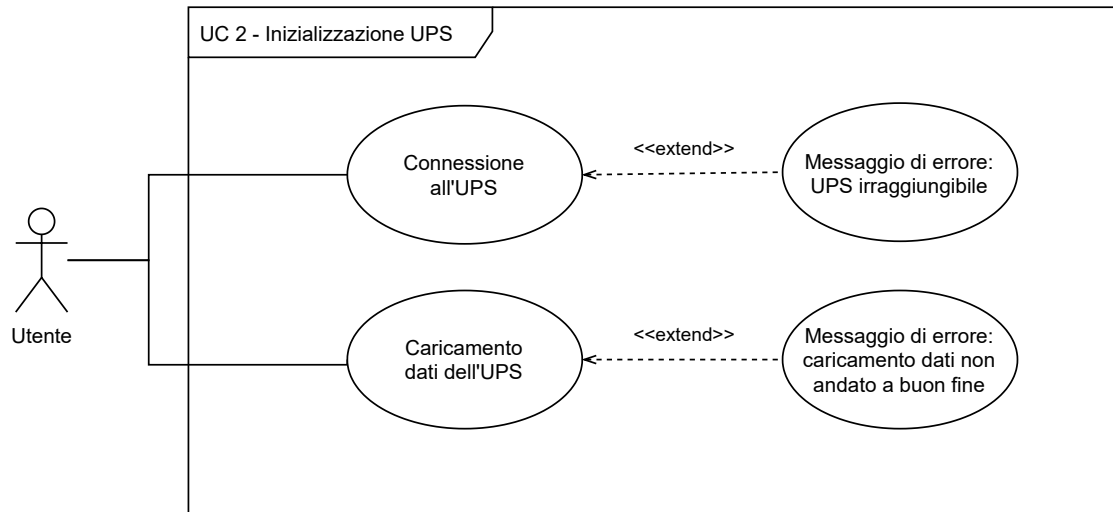 UC 2 - Inizializzazione UPS
Connessione
all'UPS
<<extend>>
Messaggio di errore:
UPS irraggiungibile
Utente
Caricamento
dati dell'UPS
<<extend>>
Messaggio di errore:
caricamento dati non
andato a buon fine